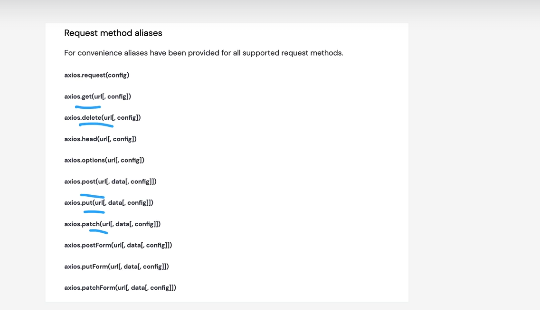 Request method aliases
For convenience aliases have been provided for all supported request methods.
axios.request(config)
axios.get(url[, config])
axios.delete(url[, config])
axios.head(url[, config])
axios.options(url[, config])
axios.post(url[, data[, config]])
axios.put(url[, data[, config]])
axios.patch(url[, data[, config]])
axios.postForm(url[, data[, config]])
axios.putForm(url[, data[, config]])
axios.patchForm(url[, data[, config]])